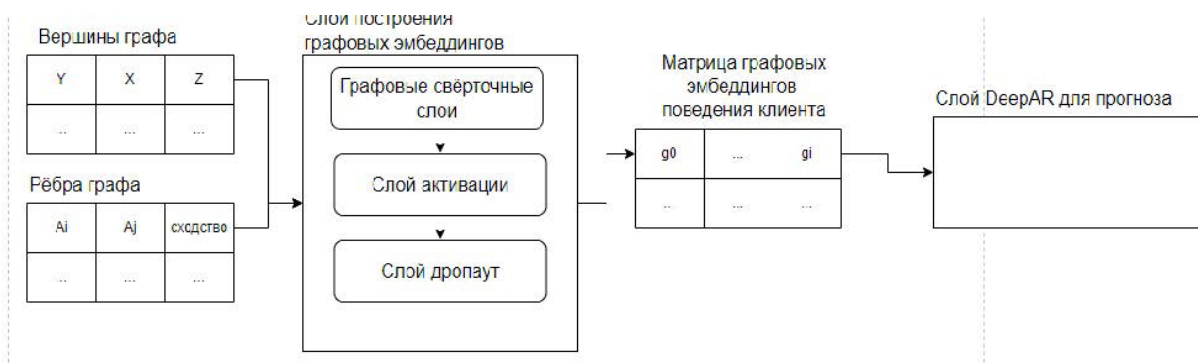 Вершины графа
Y X Z
.. ... ...
Рёбра графа
Ai Aj сходство
... ... ...
Слои построения
графовых эмбеддингов
Графовые свёрточные
слои
Слой активации
Слой дропаут
Матрица графовых
эмбеддингов
поведения клиента
g0 ... gi
.. ... ...
Слой DeepAR для прогноза